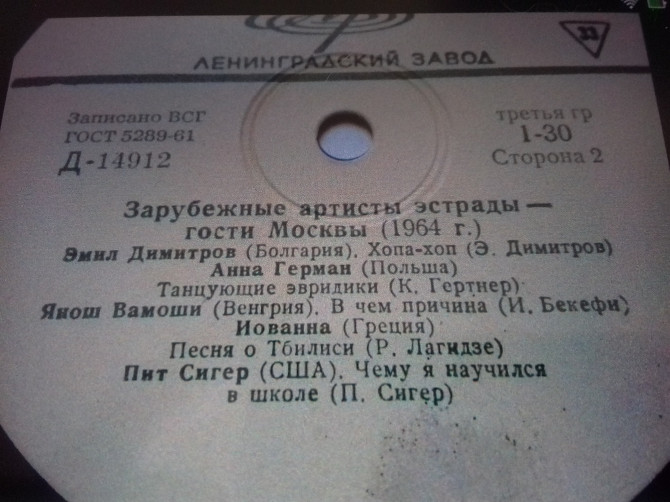 ЛЕНИНГРАДСКИЙ ЗАВОД
Записано ВСГ
ГОСТ 5289-61
Д-14912
третья гр
1-30
Сторона 2
Зарубежные артисты эстрады —
гости Москвы (1964 г.)
Эмил Димитров (Болгария). Хопа-хоп (Э. Димитров)
Анна Герман (Польша)
Танцующие эвридики (К. Гертнер)
Янош Вамоши (Венгрия). В чем причина (И. Бекефи)
Иованна (Греция)
Песня о Тбилиси (Р. Лагидзе)
Пит Сигер (США). Чему я научился
в школе (П. Сигер)